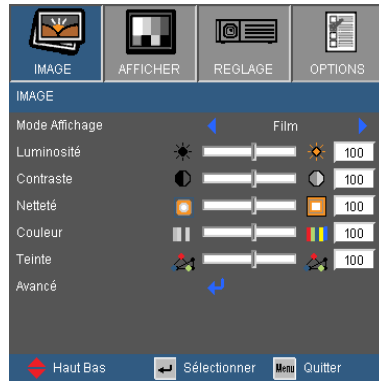 IMAGE AFFICHER REGLAGE OPTIONS
IMAGE
Mode Affichage Film
Luminosité 100
Contraste 100
Netteté 100
Couleur 100
Teinte 100
Avancé
Haut Bas Sélectionner Menu Quitter